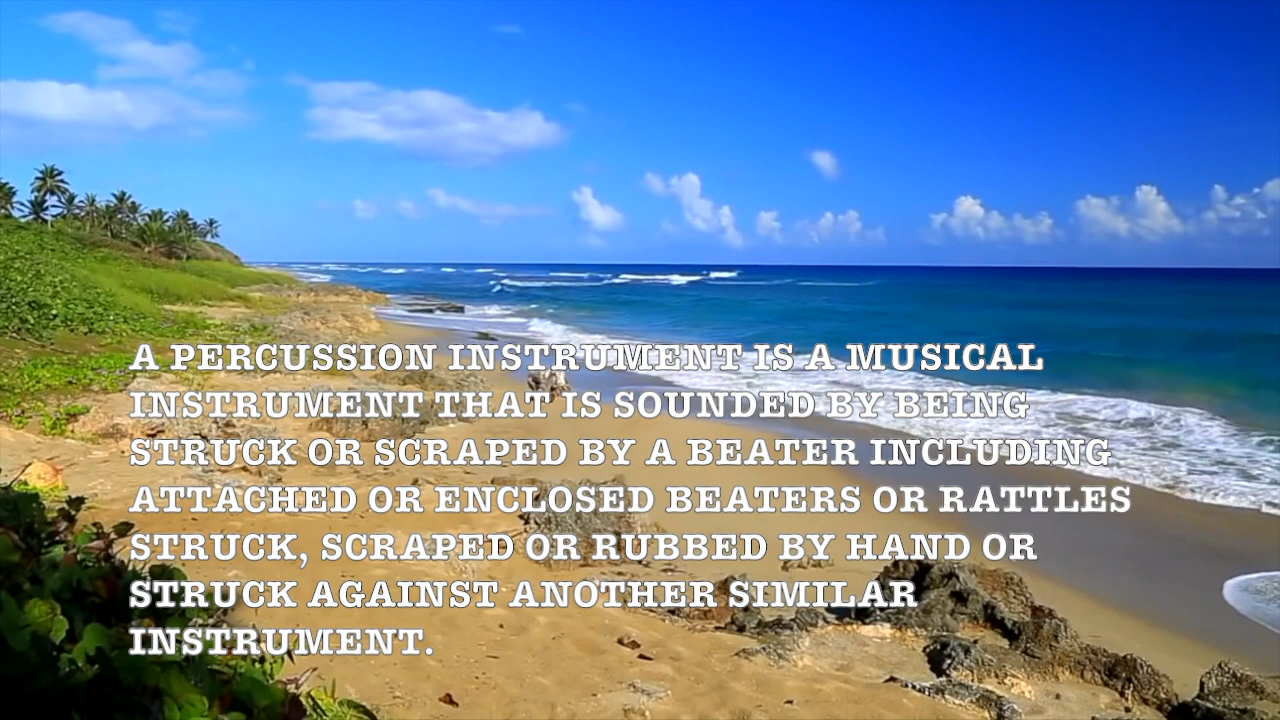 A PERCUSSION INSTRUMENT IS A MUSICAL
INSTRUMENT THAT IS SOUNDED BY BEING
STRUCK OR SCRAPED BY A BEATER INCLUDING
ATTACHED OR ENCLOSED BEATERS OR RATTLES
STRUCK, SCRAPED OR RUBBED BY HAND OR
STRUCK AGAINST ANOTHER SIMILAR
INSTRUMENT.